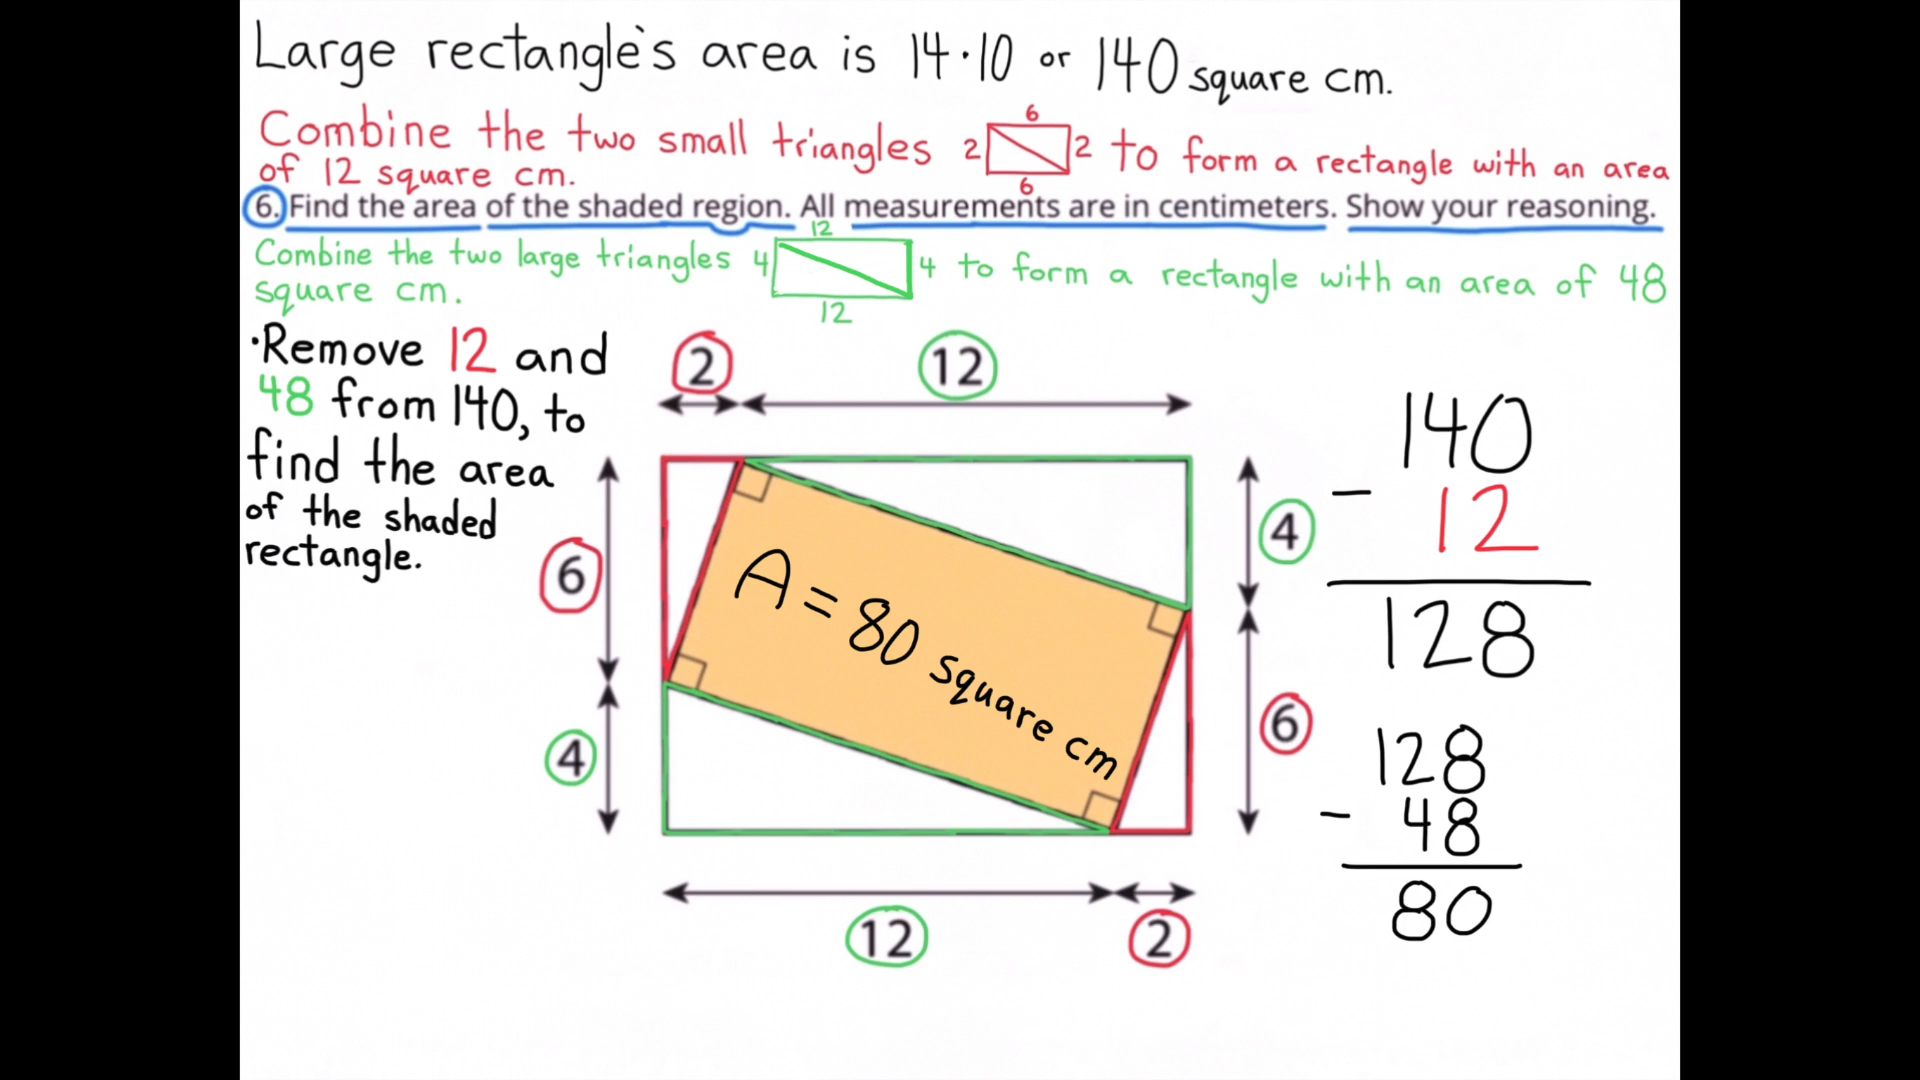 Large rectangle's area is 14·10 or 140 square cm.
6
Combine the two small triangles 2 2 to form a rectangle with an area
6
of 12 square cm.
6. Find the area of the shaded region. All measurements are in centimeters. Show your reasoning.
12
Combine the two large triangles 4 4 to form a rectangle with an area of 48
12
square cm.
·Remove 12 and
48 from 140, to
find the area
of the shaded
rectangle.
2 12
6
4
A = 80 square cm
4
6
12 2
140
- 12
128
128
- 48
80